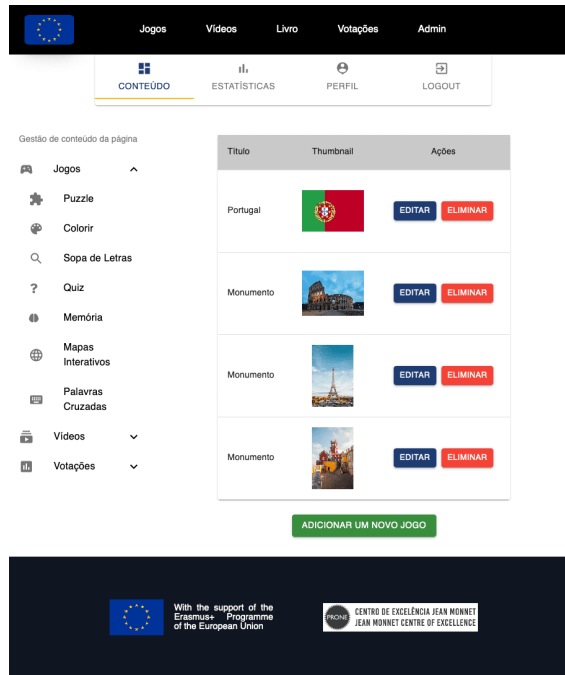 Jogos Vídeos Livro Votações Admin
CONTEÚDO ESTATÍSTICAS PERFIL LOGOUT
Gestão de conteúdo da página
Jogos
Puzzle
Colorir
Sopa de Letras
Quiz
Memória
Mapas
Interativos
Palavras
Cruzadas
Vídeos
Votações
Título Thumbnail Ações
Portugal EDITAR ELIMINAR
Monumento EDITAR ELIMINAR
Monumento EDITAR ELIMINAR
Monumento EDITAR ELIMINAR
ADICIONAR UM NOVO JOGO
With the support of the
Erasmus+ Programme
of the European Union
PRONE
CENTRO DE EXCELÊNCIA JEAN MONNET
JEAN MONNET CENTRE OF EXCELLENCE